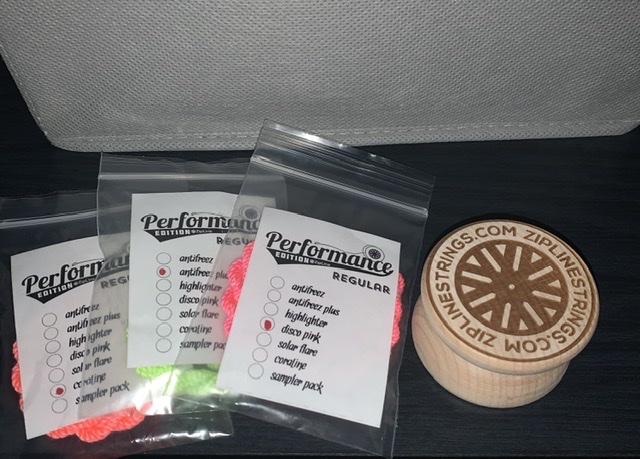 Performa
EDITION
antifreez
antifreez plus
highlighter
disco pink
solar flare
coraline
sampler pack
Performance
EDITION
REGULAR
antifreez
antifreez plus
highlighter
disco pink
solar flare
coraline
sampler pack
Performance
EDITION ZipLine
REGULAR
antifreez
antifreez plus
highlighter
disco pink
solar flare
coraline
sampler pack
ZIPLINESTRINGS.COM ZIPLINESTRINGS.COM